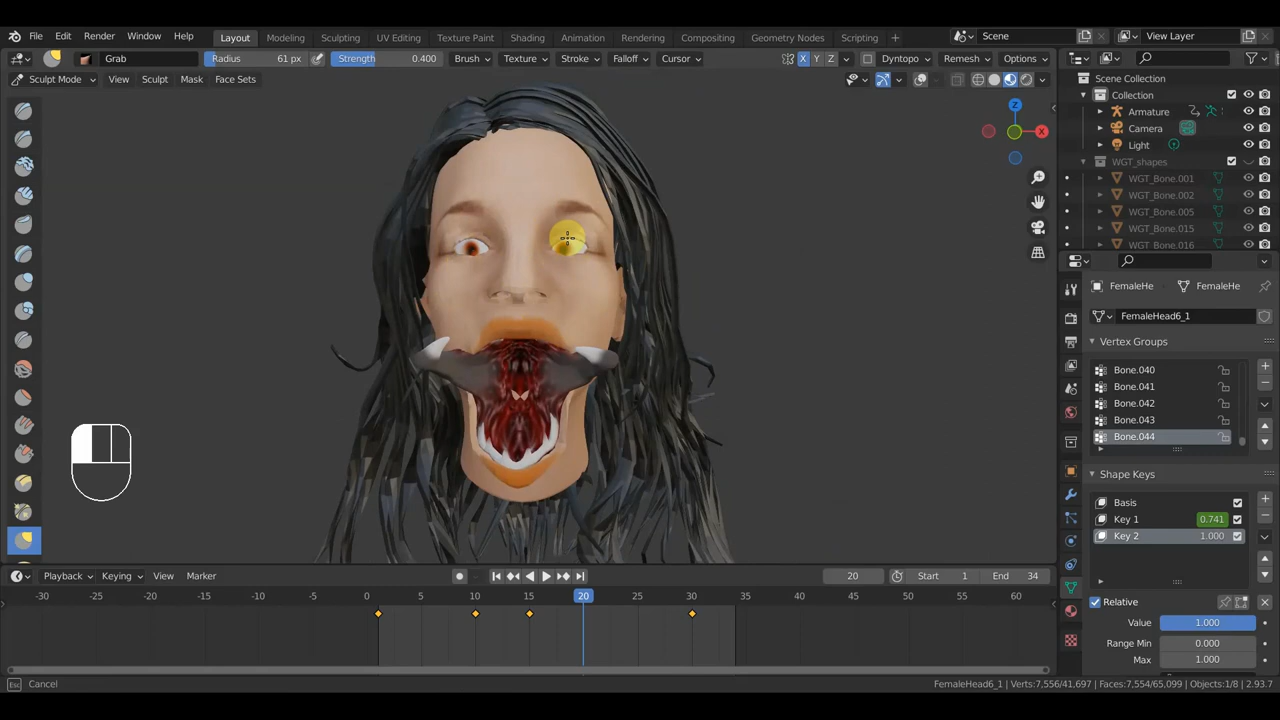 File Edit Render Window Help Layout Modeling Sculpting UV Editing Texture Paint Shading Animation Rendering Compositing Geometry Nodes Scripting + Scene View Layer
Grab Radius 61 px Strength 0.400 Brush Texture Stroke Falloff Cursor X Y Z Dyntopo Remesh Options
Sculpt Mode View Sculpt Mask Face Sets
Scene Collection
Collection
Armature
Camera
Light
WGT_shapes
WGT_Bone.001
WGT_Bone.002
WGT_Bone.005
WGT_Bone.015
WGT_Bone.016
Z
X
FemaleHe FemaleHe
FemaleHead6_1
Vertex Groups
Bone.040
Bone.041
Bone.042
Bone.043
Bone.044
Shape Keys
Basis
Key 1 0.741
Key 2 1.000
Relative
Value 1.000
Range Min 0.000
Max 1.000
Playback Keying View Marker 20 Start 1 End 34
-30 -25 -20 -15 -10 -5 0 5 10 15 20 25 30 35 40 45 50 55 60
Esc Cancel FemaleHead6_1 | Verts:7,556/41,697 | Faces:7,554/65,099 | Objects:1/8 | 2.93.7